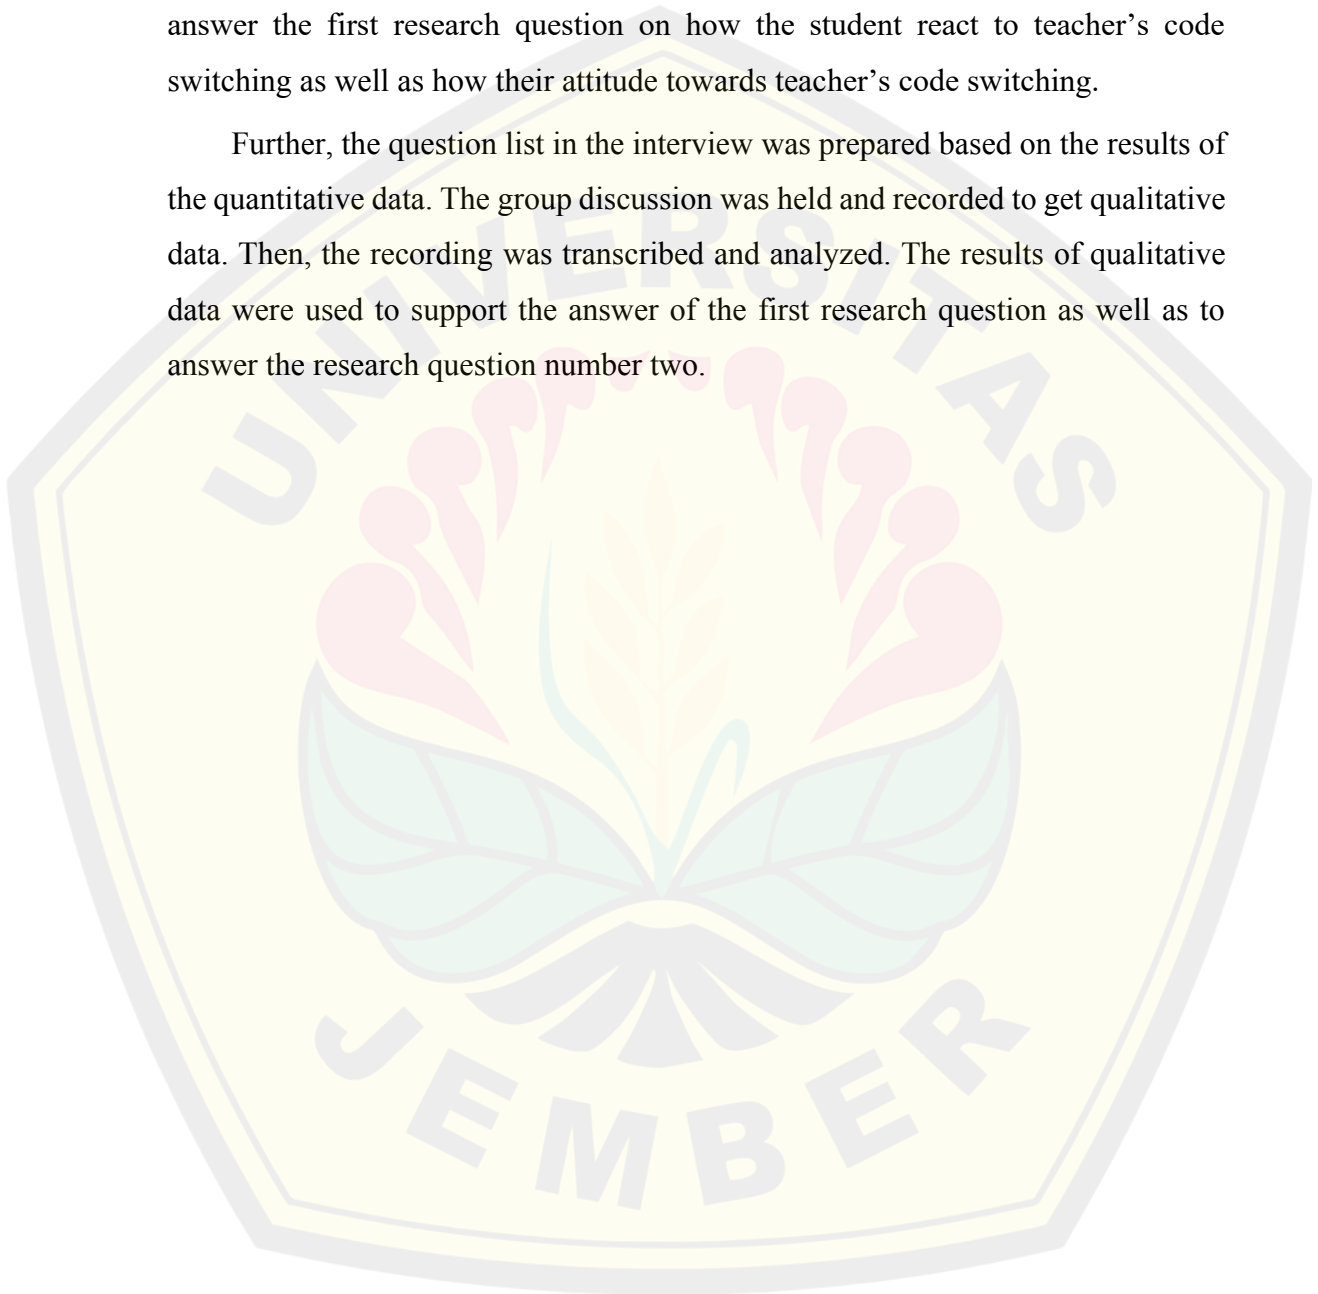 answer the first research question on how the student react to teacher’s code
switching as well as how their attitude towards teacher’s code switching.
Further, the question list in the interview was prepared based on the results of
the quantitative data. The group discussion was held and recorded to get qualitative
data. Then, the recording was transcribed and analyzed. The results of qualitative
data were used to support the answer of the first research question as well as to
answer the research question number two.
UNIVERSITAS
JEMBER